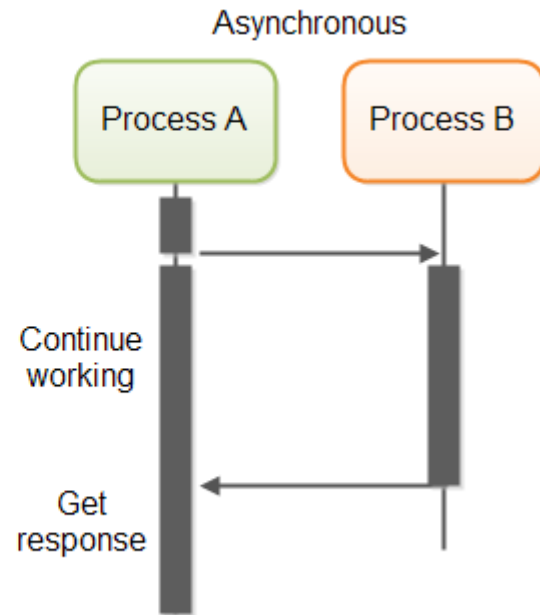 Asynchronous
Process A
Process B
Continue
working
Get
response